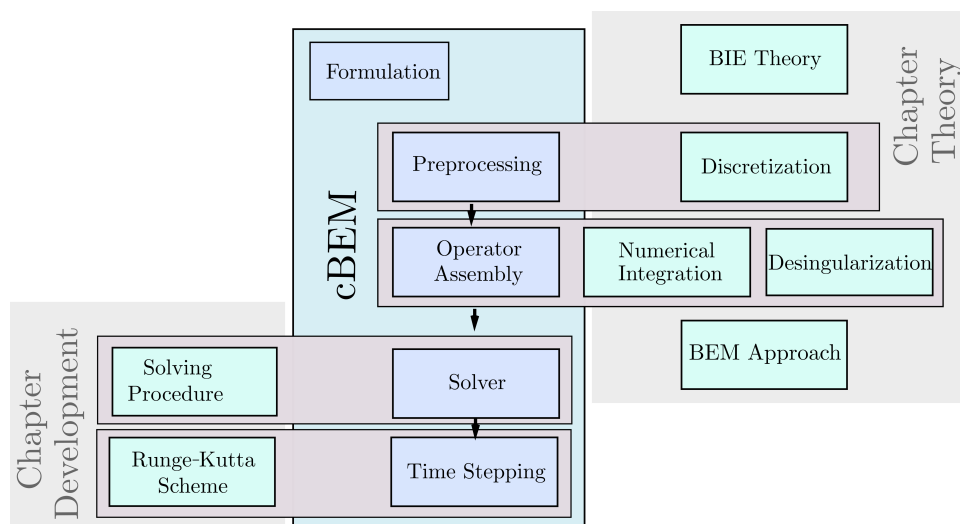 Formulation
BIE Theory
Chapter
Theory
Preprocessing
Discretization
cBEM
Operator
Assembly
Numerical
Integration
Desingularization
BEM Approach
Chapter
Development
Solving
Procedure
Solver
Runge-Kutta
Scheme
Time Stepping